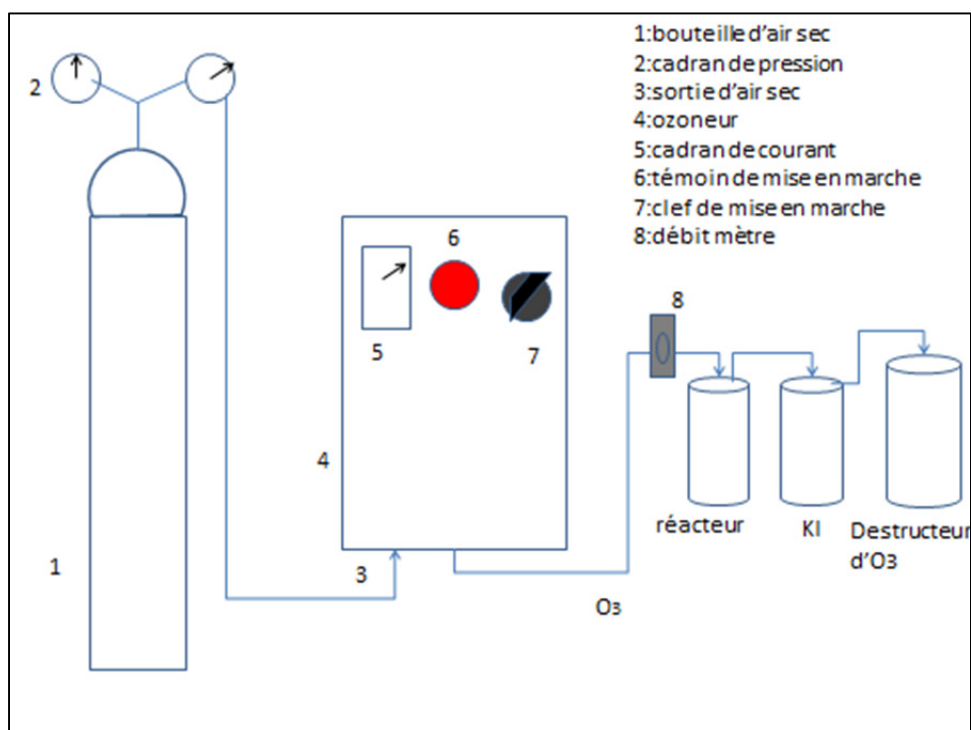 1:bouteille d'air sec
2:cadran de pression
3:sortie d'air sec
4:ozoneur
5:cadran de courant
6:témoin de mise en marche
7:clef de mise en marche
8:débit mètre
2
6
8
5
7
4
réacteur
KI
Destructeur
d'O3
1
3
O3